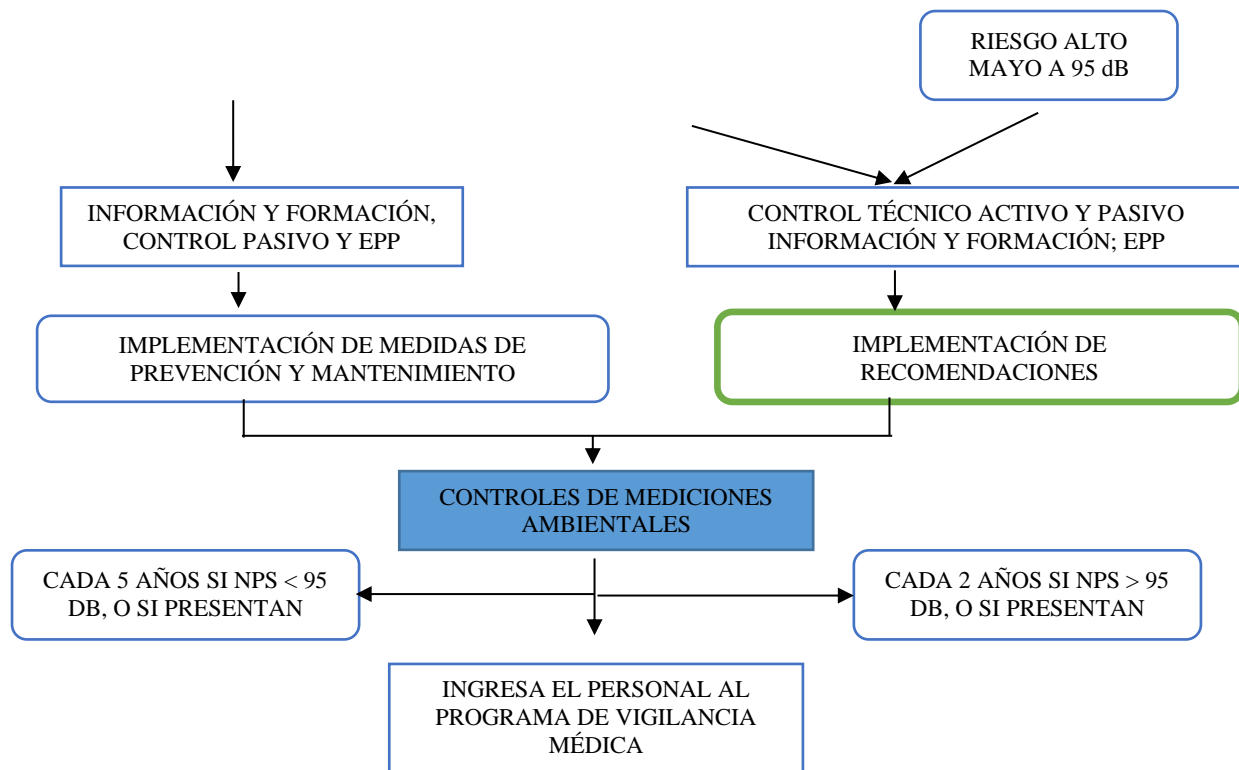 RIESGO ALTO
MAYO A 95 dB
INFORMACIÓN Y FORMACIÓN,
CONTROL PASIVO Y EPP
CONTROL TÉCNICO ACTIVO Y PASIVO
INFORMACIÓN Y FORMACIÓN; EPP
IMPLEMENTACIÓN DE MEDIDAS DE
PREVENCIÓN Y MANTENIMIENTO
IMPLEMENTACIÓN DE
RECOMENDACIONES
CONTROLES DE MEDICIONES
AMBIENTALES
CADA 5 AÑOS SI NPS < 95
DB, O SI PRESENTAN
CADA 2 AÑOS SI NPS > 95
DB, O SI PRESENTAN
INGRESA EL PERSONAL AL
PROGRAMA DE VIGILANCIA
MÉDICA